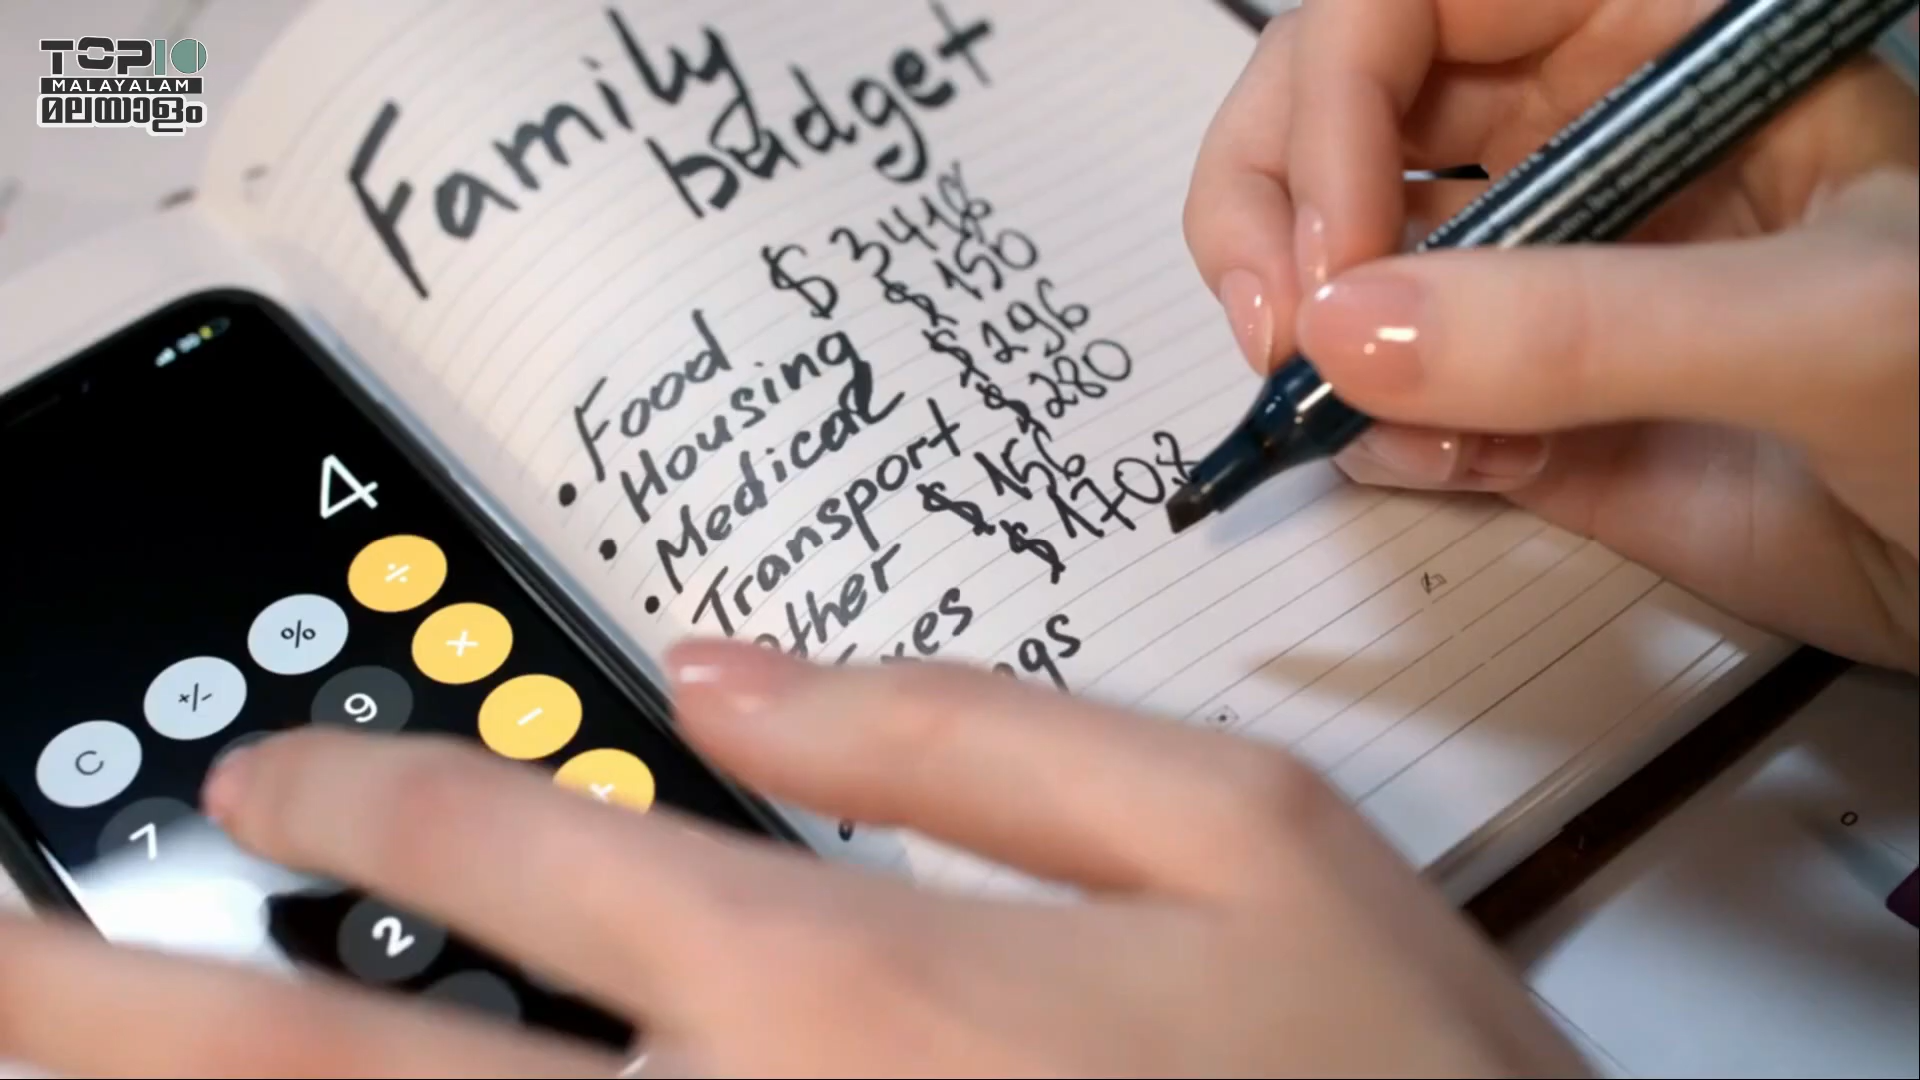 TOP10
MALAYALAM
മലയാളം
Family
budget
Food $ 3418
Housing $ 150
Medical $ 296
Transport $ 280
other $ 156
$ 1708
4
÷
% ×
+/- 9 −
C +
7
2